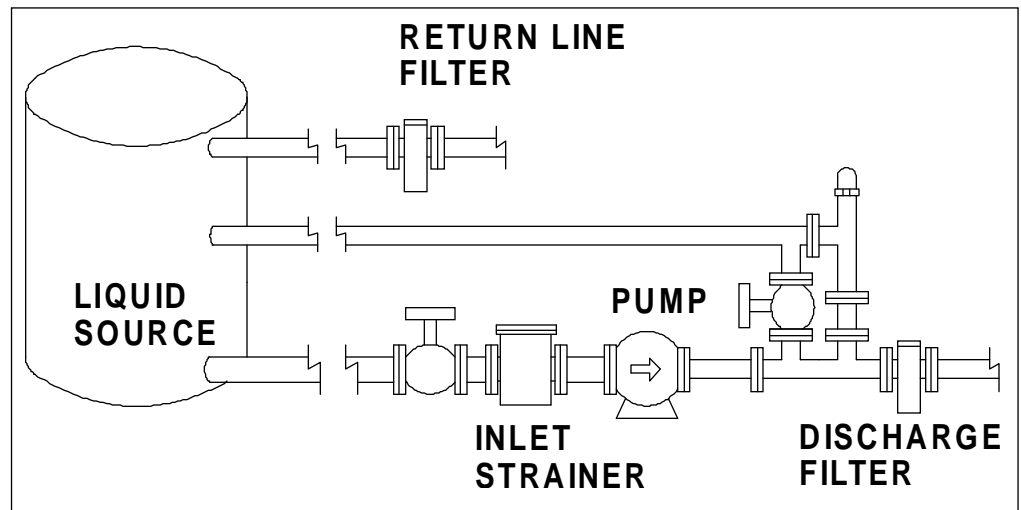 RETURN LINE
FILTER
LIQUID
SOURCE
PUMP
INLET
STRAINER
DISCHARGE
FILTER